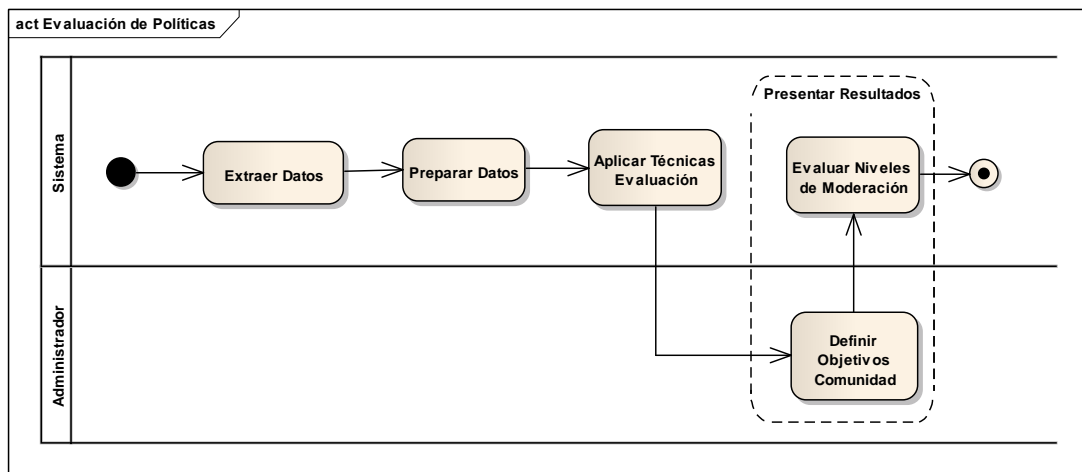 act Evaluación de Políticas
Sistema
Extraer Datos
Preparar Datos
Aplicar Técnicas
Evaluación
Presentar Resultados
Evaluar Niveles
de Moderación
Administrador
Definir
Objetivos
Comunidad